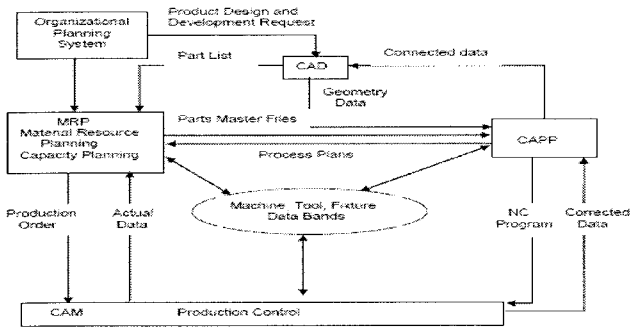 Product Design and
Development Request
Organizational
Planning
System
Part List
CAD
Connected data
Geometry
Data
MRP
Material Resource
Planning
Capacity Planning
Parts Master Files
CAPP
Process Plans
Machine, Tool, Fixture
Data Bands
Production
Order
Actual
Data
NC
Program
Corrected
Data
CAM
Production Control